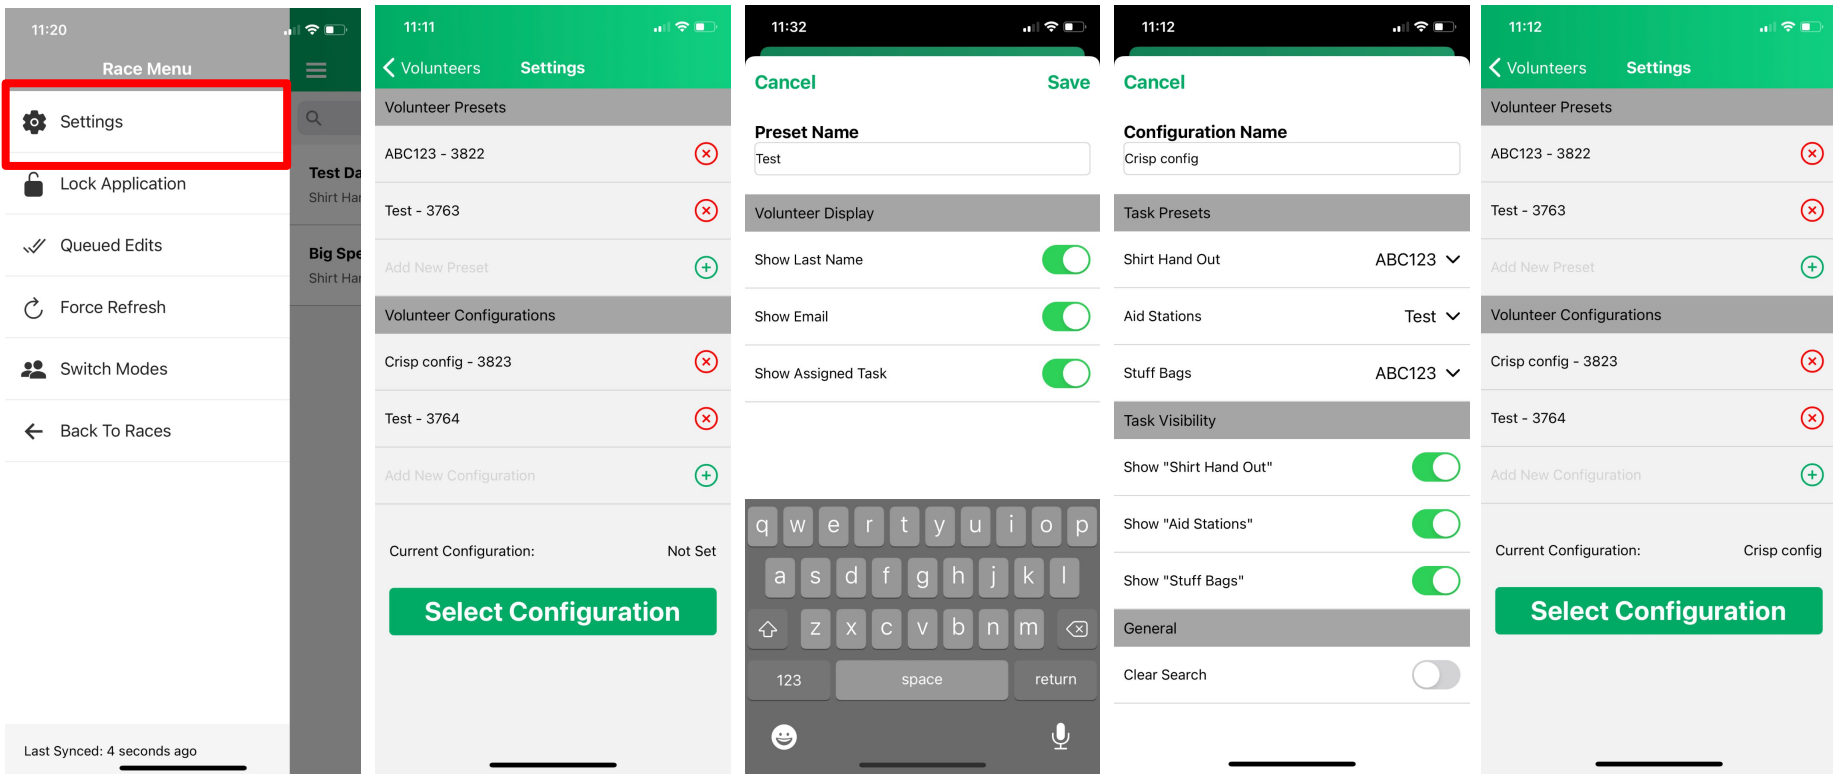 11:20
Race Menu
Settings
Lock Application
Queued Edits
Force Refresh
Switch Modes
Back To Races
Last Synced: 4 seconds ago
Test Da
Shirt Har
Big Spe
Shirt Har
11:11
Volunteers Settings
Volunteer Presets
ABC123 - 3822
Test - 3763
Add New Preset
Volunteer Configurations
Crisp config - 3823
Test - 3764
Add New Configuration
Current Configuration: Not Set
Select Configuration
11:32
Cancel Save
Preset Name
Test
Volunteer Display
Show Last Name
Show Email
Show Assigned Task
q w e r t y u i o p
a s d f g h j k l
z x c v b n m
123 space return
11:12
Cancel
Configuration Name
Crisp config
Task Presets
Shirt Hand Out ABC123
Aid Stations Test
Stuff Bags ABC123
Task Visibility
Show "Shirt Hand Out"
Show "Aid Stations"
Show "Stuff Bags"
General
Clear Search
11:12
Volunteers Settings
Volunteer Presets
ABC123 - 3822
Test - 3763
Add New Preset
Volunteer Configurations
Crisp config - 3823
Test - 3764
Add New Configuration
Current Configuration: Crisp config
Select Configuration